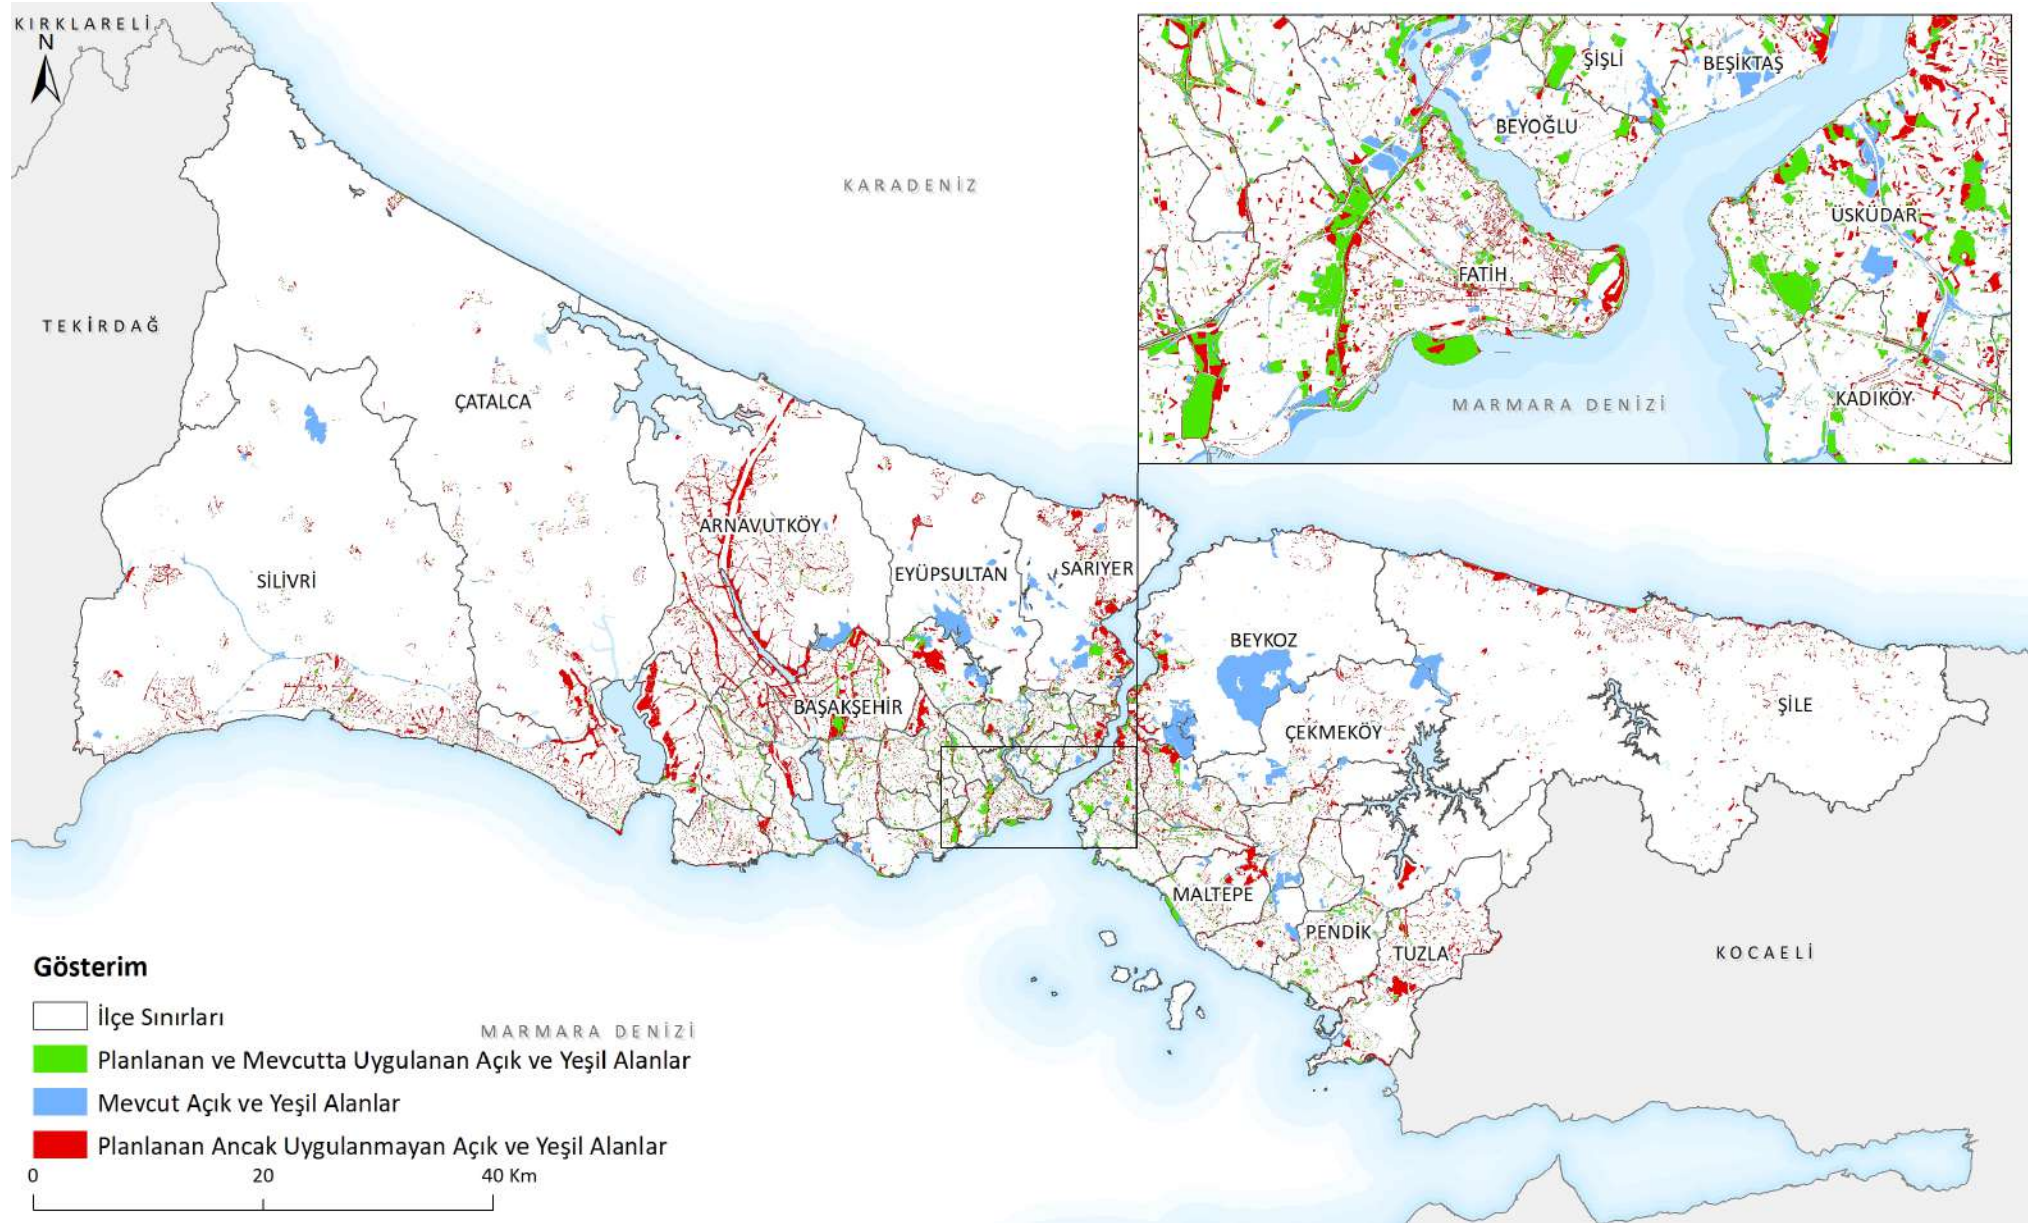 KIRKLARELİ
N
KARADENİZ
ŞİŞLİ
BEŞİKTAŞ
BEYOĞLU
ÜSKÜDAR
FATİH
KADIKÖY
MARMARA DENİZİ
TEKİRDAĞ
ÇATALCA
ARNAVUTKÖY
SİLİVRİ
EYÜPSULTAN
SARIYER
BEYKOZ
BAŞAKŞEHİR
ÇEKMEKÖY
ŞİLE
MALTEPE
PENDİK
TUZLA
KOCAELİ
MARMARA DENİZİ
Gösterim
İlçe Sınırları
Planlanan ve Mevcutta Uygulanan Açık ve Yeşil Alanlar
Mevcut Açık ve Yeşil Alanlar
Planlanan Ancak Uygulanmayan Açık ve Yeşil Alanlar
0 20 40 Km